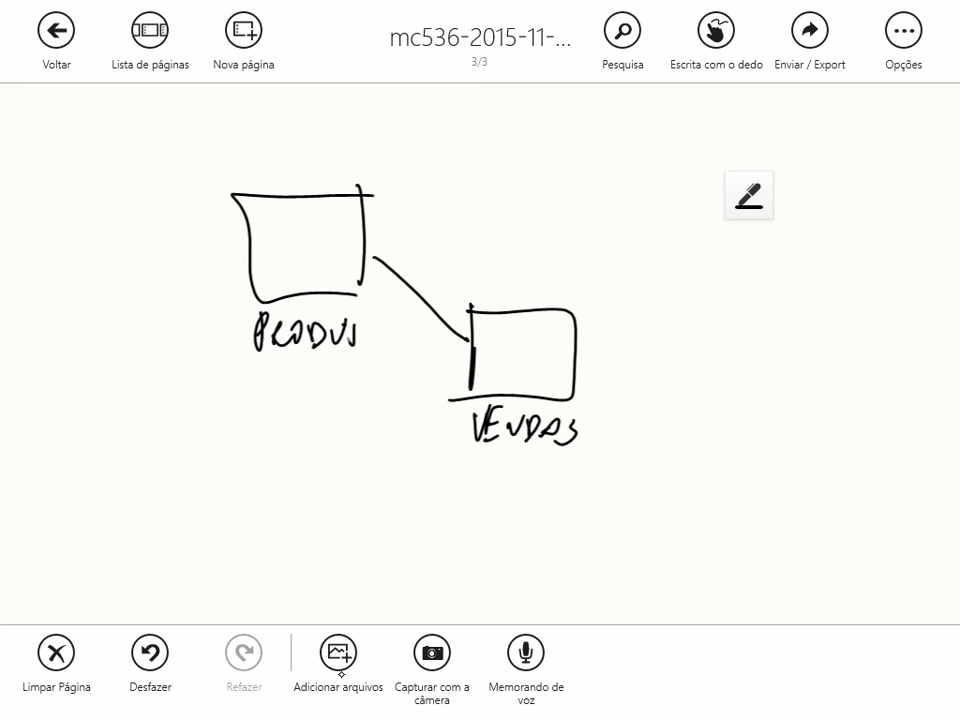 mc536-2015-11-...
3/3
Voltar
Lista de páginas
Nova página
Pesquisa
Escrita com o dedo
Enviar / Export
Opções
VENDAS
Limpar Página
Desfazer
Refazer
Adicionar arquivos
Capturar com a
câmera
Memorando de
voz